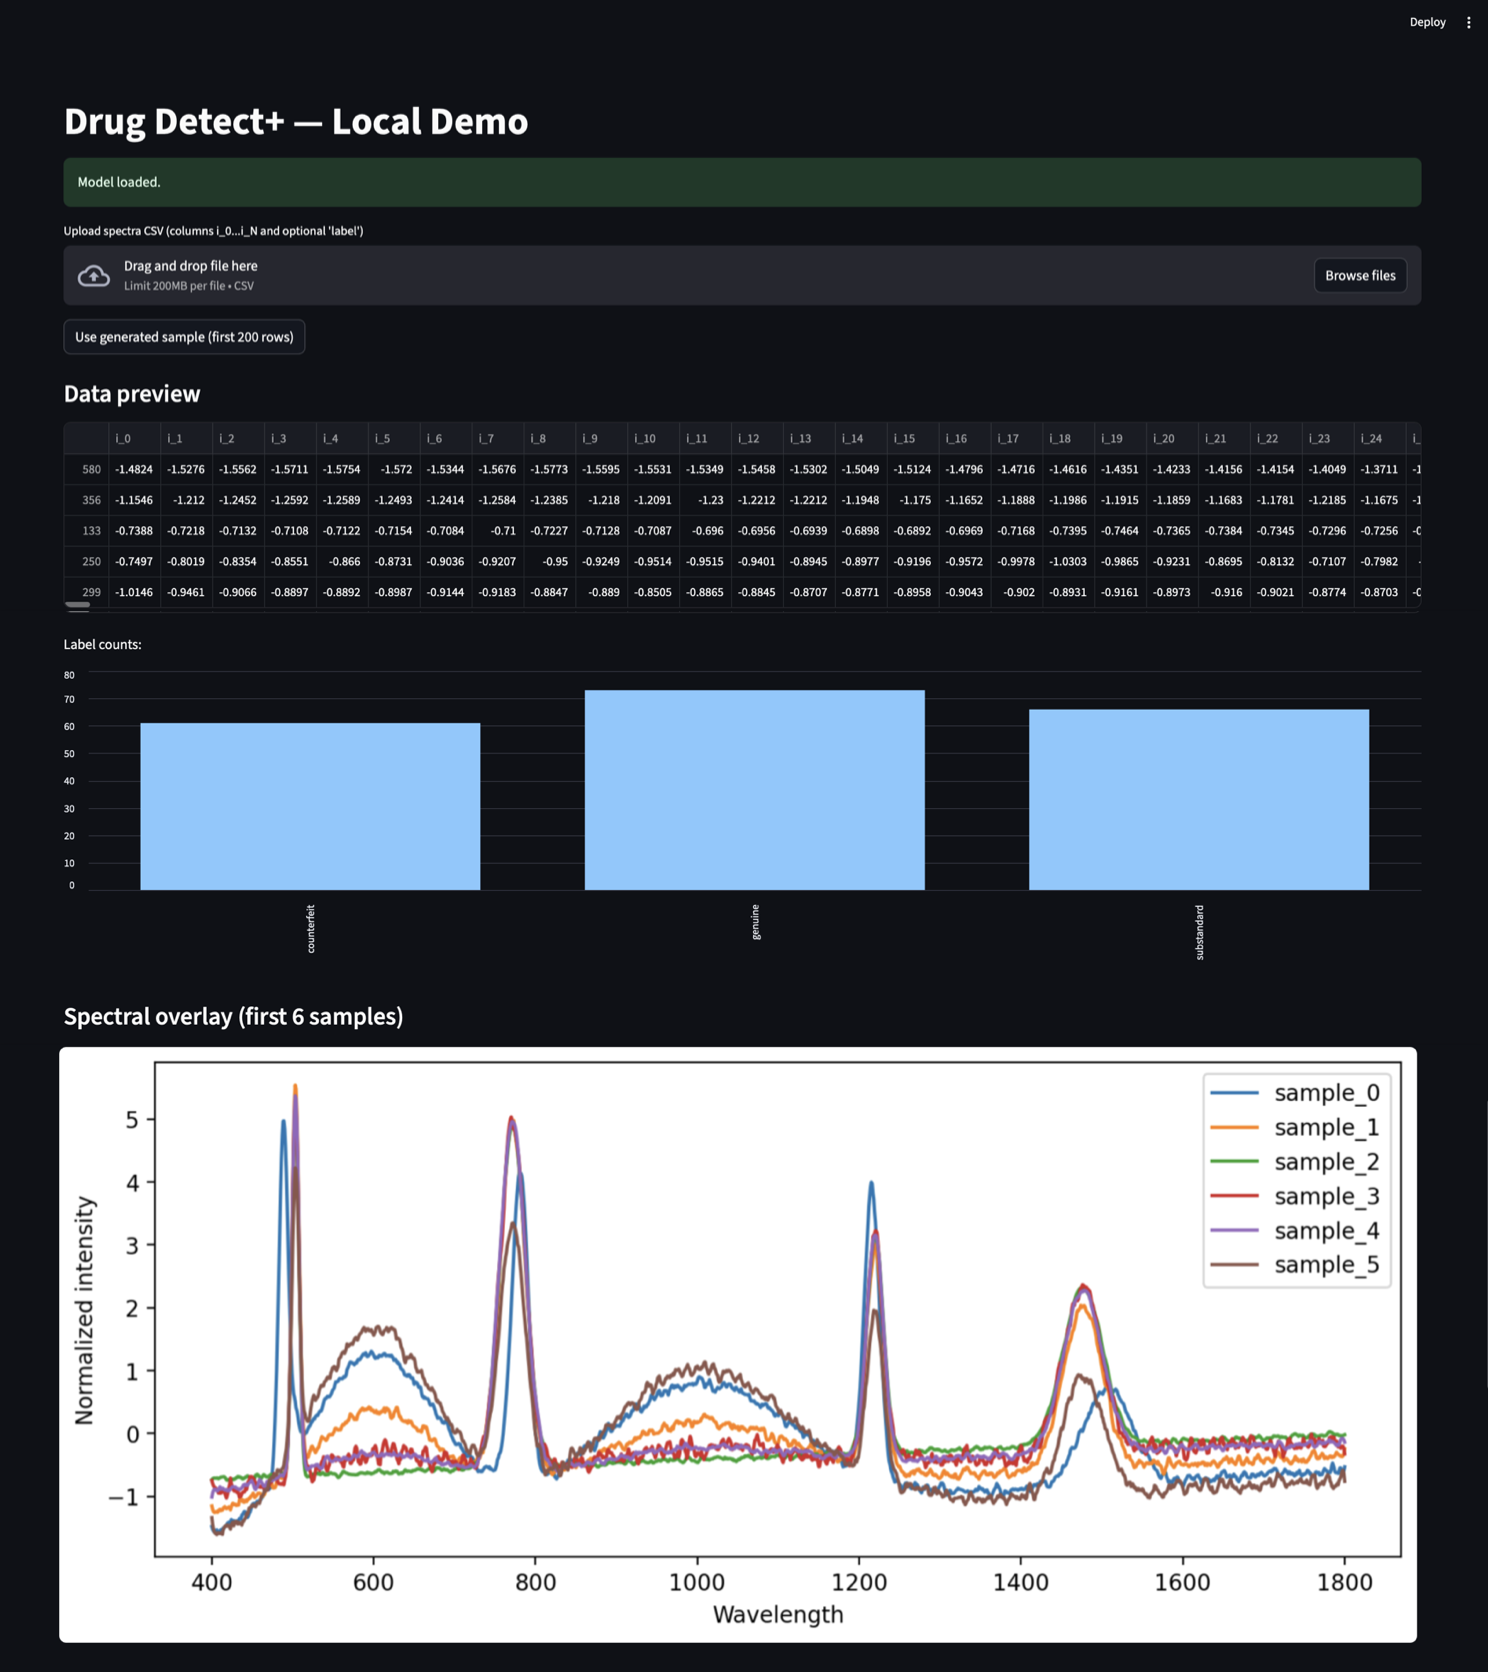 Deploy
Drug Detect+ — Local Demo
Model loaded.
Upload spectra CSV (columns i_0...i_N and optional 'label')
Drag and drop file here
Limit 200MB per file • CSV
Browse files
Use generated sample (first 200 rows)
Data preview
i_0 i_1 i_2 i_3 i_4 i_5 i_6 i_7 i_8 i_9 i_10 i_11 i_12 i_13 i_14 i_15 i_16 i_17 i_18 i_19 i_20 i_21 i_22 i_23 i_24 i_
580 -1.4824 -1.5276 -1.5562 -1.5711 -1.5754 -1.572 -1.5344 -1.5676 -1.5773 -1.5595 -1.5531 -1.5349 -1.5458 -1.5302 -1.5049 -1.5124 -1.4796 -1.4716 -1.4616 -1.4351 -1.4233 -1.4156 -1.4154 -1.4049 -1.3711 -1
356 -1.1546 -1.212 -1.2452 -1.2592 -1.2589 -1.2493 -1.2414 -1.2584 -1.2385 -1.218 -1.2091 -1.23 -1.2212 -1.2212 -1.1948 -1.175 -1.1652 -1.1888 -1.1986 -1.1915 -1.1859 -1.1683 -1.1781 -1.2185 -1.1675 -1
133 -0.7388 -0.7218 -0.7132 -0.7108 -0.7122 -0.7154 -0.7084 -0.71 -0.7227 -0.7128 -0.7087 -0.696 -0.6956 -0.6939 -0.6898 -0.6892 -0.6969 -0.7168 -0.7395 -0.7464 -0.7365 -0.7384 -0.7345 -0.7296 -0.7256 -0
250 -0.7497 -0.8019 -0.8354 -0.8551 -0.866 -0.8731 -0.9036 -0.9207 -0.95 -0.9249 -0.9514 -0.9515 -0.9401 -0.8945 -0.8977 -0.9196 -0.9572 -0.9978 -1.0303 -0.9865 -0.9231 -0.8695 -0.8132 -0.7107 -0.7982 -
299 -1.0146 -0.9461 -0.9066 -0.8897 -0.8892 -0.8987 -0.9144 -0.9183 -0.8847 -0.889 -0.8505 -0.8865 -0.8845 -0.8707 -0.8771 -0.8958 -0.9043 -0.902 -0.8931 -0.9161 -0.8973 -0.916 -0.9021 -0.8774 -0.8703 -0
Label counts:
80
70
60
50
40
30
20
10
0
counterfeit genuine substandard
Spectral overlay (first 6 samples)
sample_0
sample_1
sample_2
sample_3
sample_4
sample_5
Normalized intensity
5
4
3
2
1
0
−1
400 600 800 1000 1200 1400 1600 1800
Wavelength